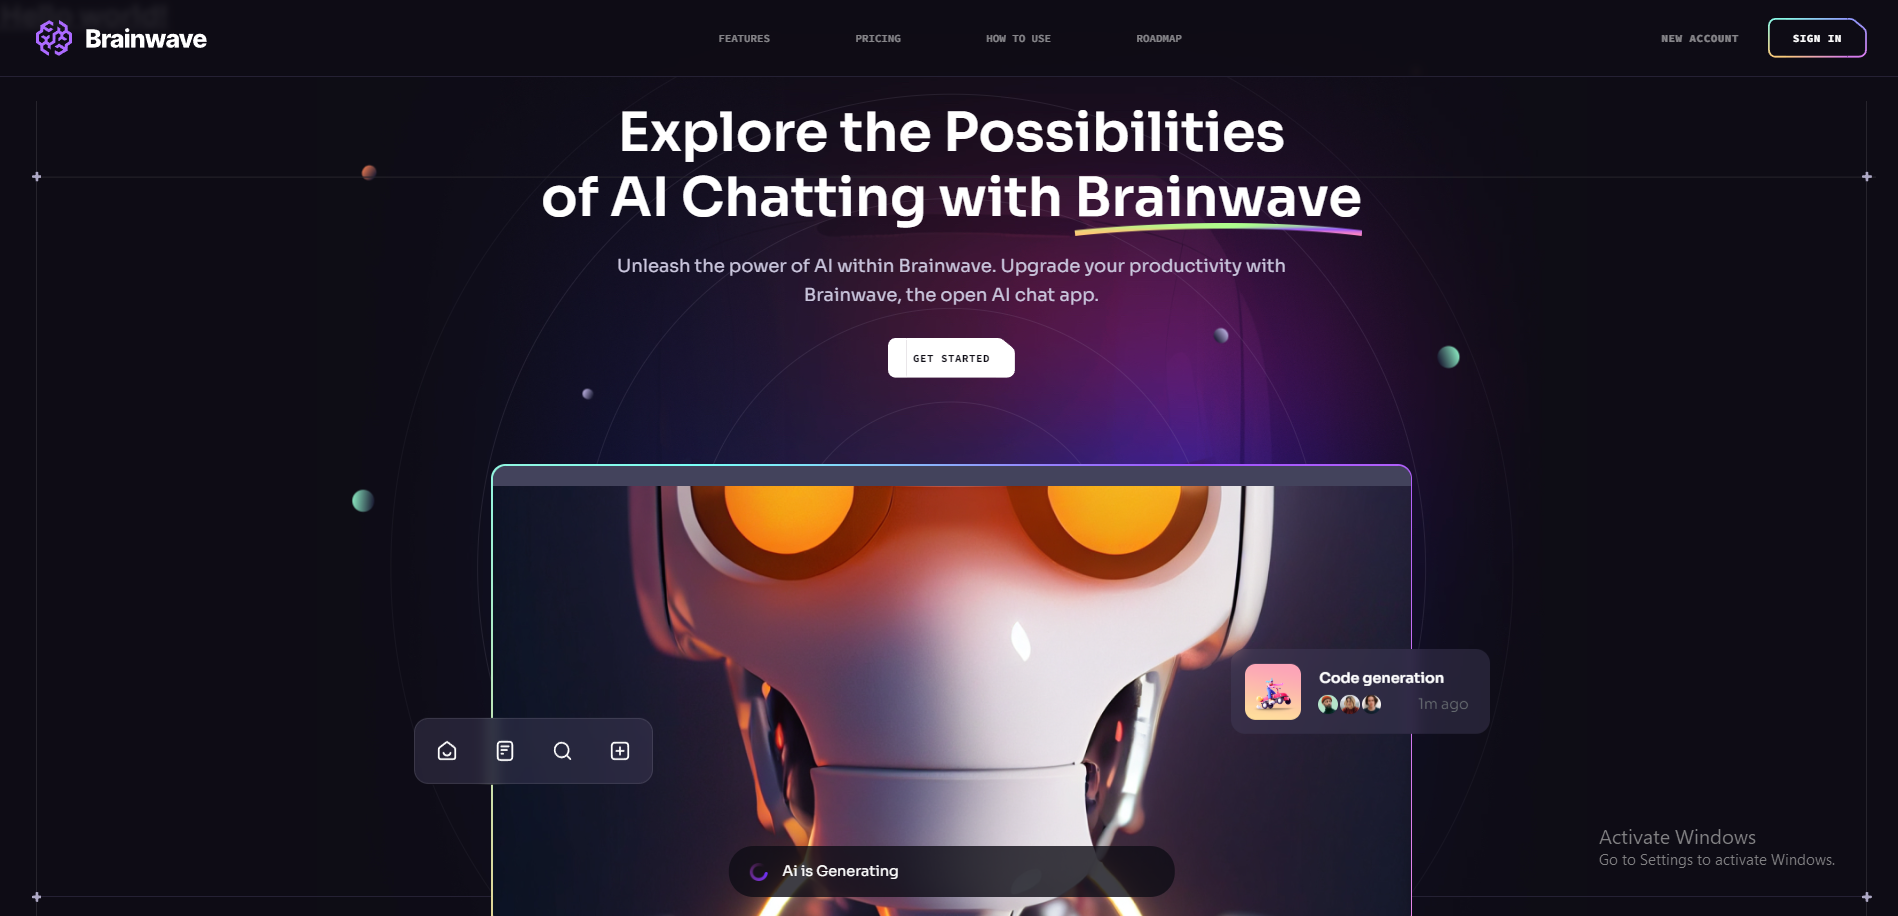 Hello world!
Brainwave
FEATURES
PRICING
HOW TO USE
ROADMAP
NEW ACCOUNT
SIGN IN
Explore the Possibilities
of AI Chatting with Brainwave
Unleash the power of AI within Brainwave. Upgrade your productivity with
Brainwave, the open AI chat app.
GET STARTED
Code generation
1m ago
Activate Windows
Go to Settings to activate Windows.
Ai is Generating